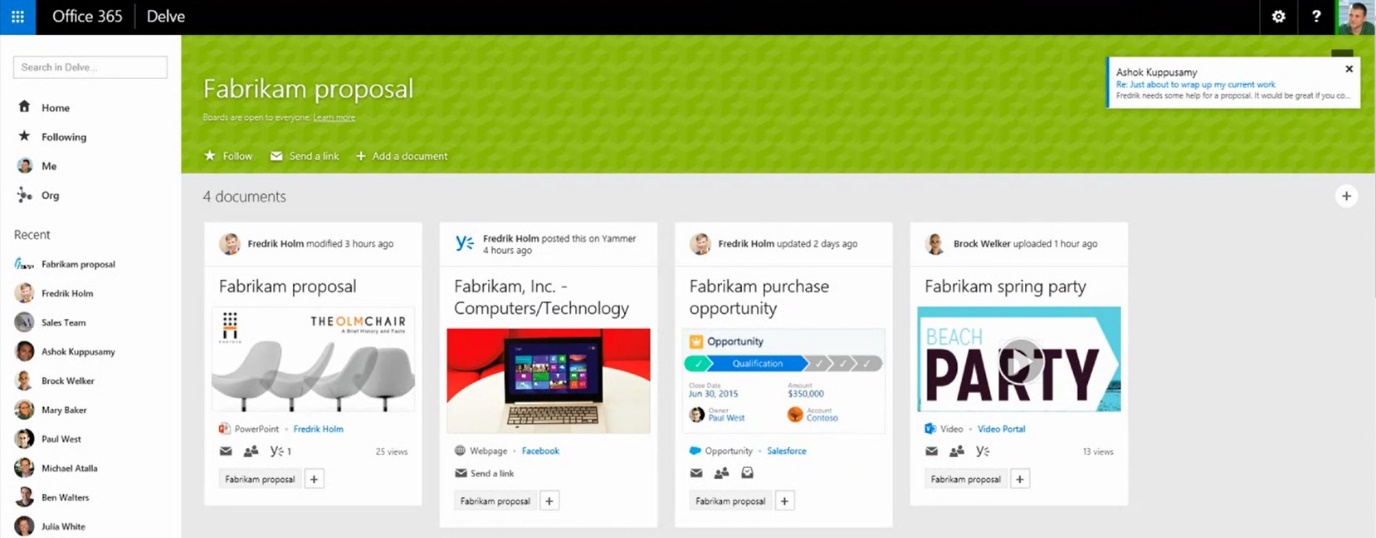 Office 365
Delve
?
Search in Delve...
Home
Following
Me
Org
Recent
Fabrikam proposal
Fredrik Holm
Sales Team
Ashok Kuppusamy
Brock Welker
Mary Baker
Paul West
Michael Atalla
Ben Walters
Julia White
Fabrikam proposal
Boards are open to everyone. Learn more
Follow
Send a link
+ Add a document
Ashok Kuppusamy
Re: Just about to wrap up my current work
Fredrik needs some help for a proposal. It would be great if you co...
4 documents
+
Fredrik Holm modified 3 hours ago
Fabrikam proposal
THEOLMCHAIR
A Brief History and Facts
PowerPoint • Fredrik Holm
1
25 views
Fabrikam proposal +
Fredrik Holm posted this on Yammer
4 hours ago
Fabrikam, Inc. -
Computers/Technology
Webpage • Facebook
Send a link
Fabrikam proposal +
Fredrik Holm updated 2 days ago
Fabrikam purchase
opportunity
Opportunity
Qualification
Close Date
Jun 30, 2015
Amount
$350,000
Owner
Paul West
Account
Contoso
Opportunity • Salesforce
Fabrikam proposal +
Brock Welker uploaded 1 hour ago
Fabrikam spring party
BEACH
PARTY
Video • Video Portal
13 views
Fabrikam proposal +